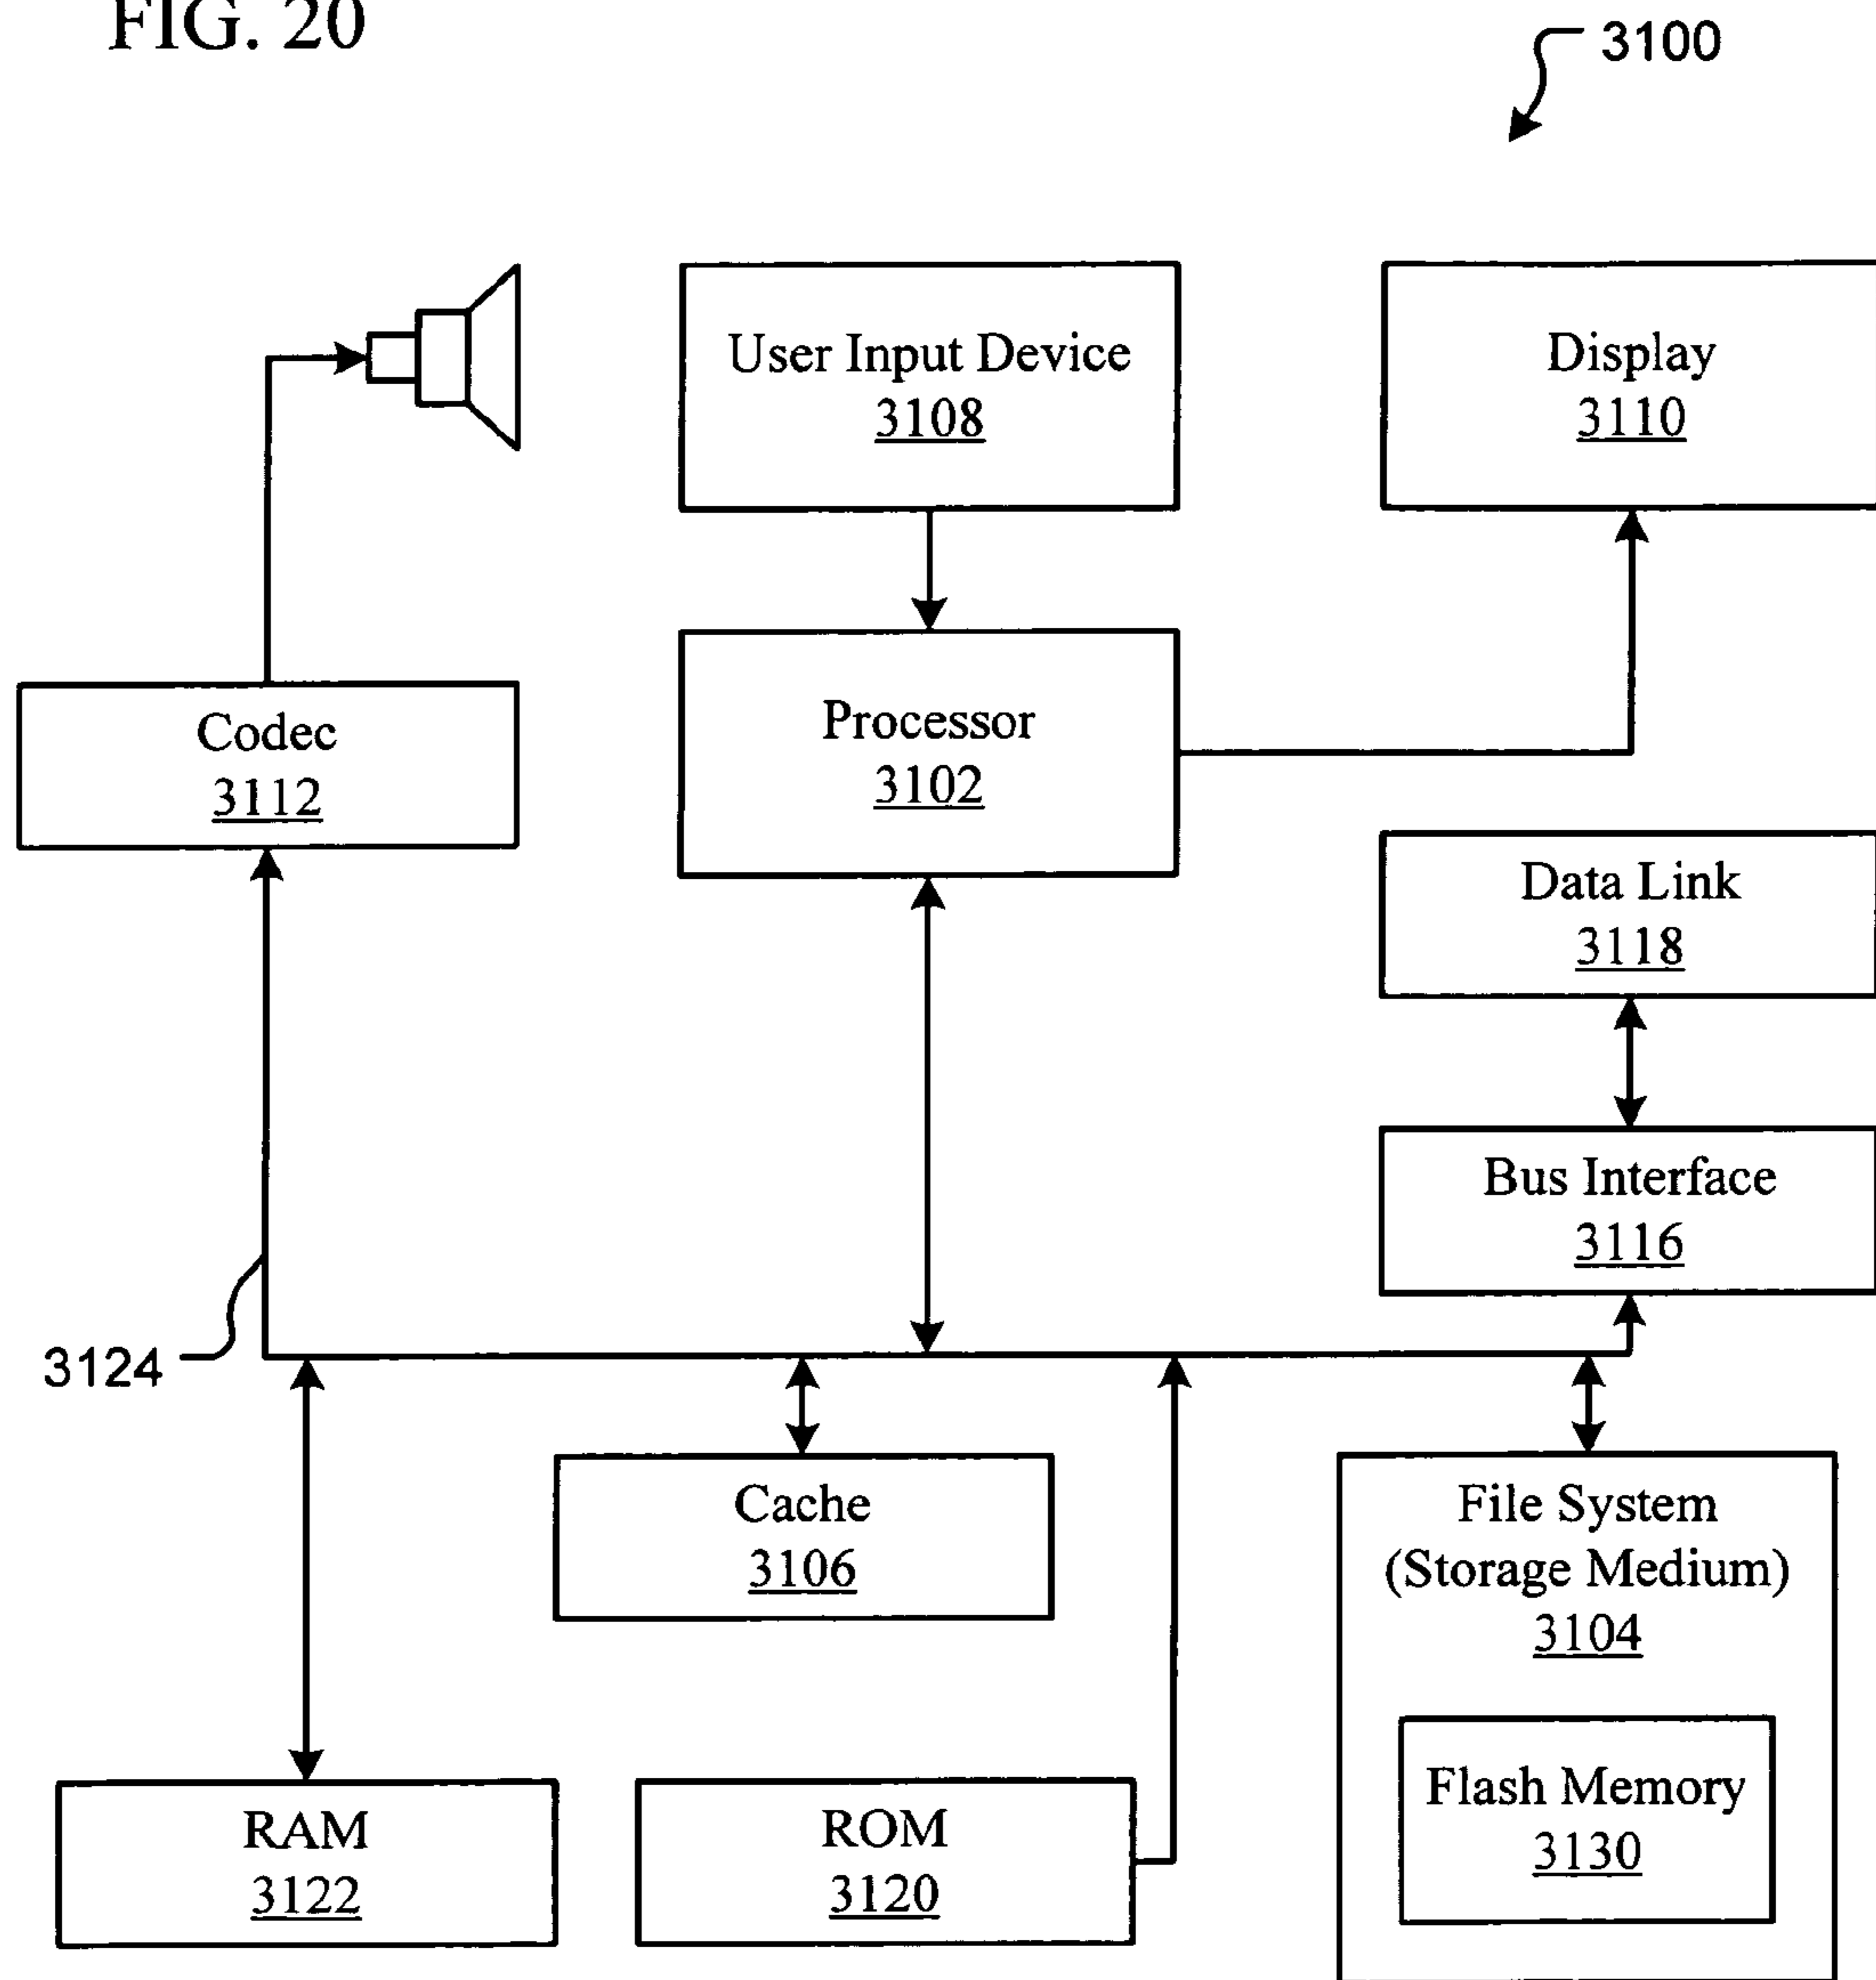 FIG. 20
3100
User Input Device
3108
Display
3110
Codec
3112
Processor
3102
Data Link
3118
Bus Interface
3116
3124
Cache
3106
File System
(Storage Medium)
3104
Flash Memory
3130
RAM
3122
ROM
3120